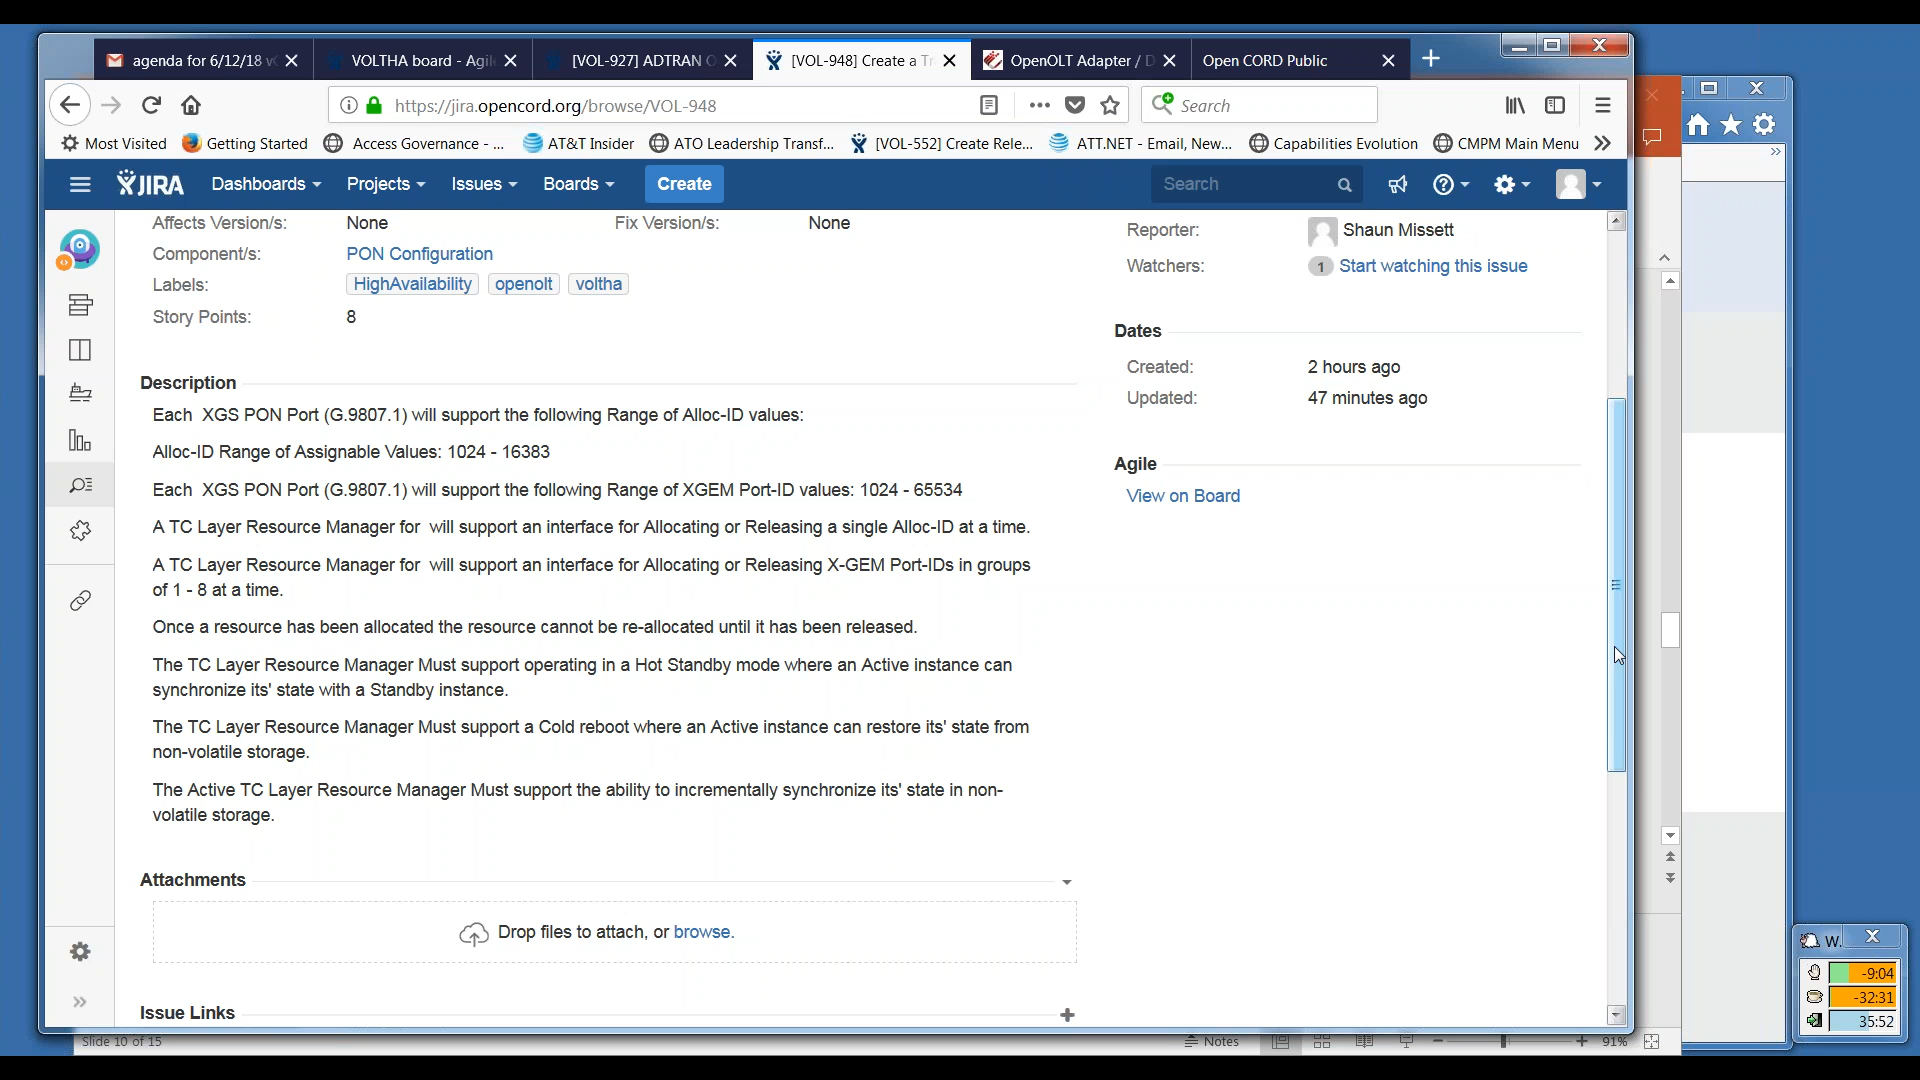 agenda for 6/12/18 v
VOLTHA board - Agil
[VOL-927] ADTRAN O
[VOL-948] Create a Tr
OpenOLT Adapter / D
Open CORD Public
https://jira.opencord.org/browse/VOL-948
Search
Most Visited
Getting Started
Access Governance - ...
AT&T Insider
ATO Leadership Transf...
[VOL-552] Create Rele...
ATT.NET - Email, New...
Capabilities Evolution
CMPM Main Menu
JIRA
Dashboards
Projects
Issues
Boards
Create
Search
Affects Version/s: None
Fix Version/s: None
Component/s: PON Configuration
Labels: HighAvailability openolt voltha
Story Points: 8
Reporter: Shaun Missett
Watchers: 1 Start watching this issue
Dates
Created: 2 hours ago
Updated: 47 minutes ago
Agile
View on Board
Description
Each XGS PON Port (G.9807.1) will support the following Range of Alloc-ID values:
Alloc-ID Range of Assignable Values: 1024 - 16383
Each XGS PON Port (G.9807.1) will support the following Range of XGEM Port-ID values: 1024 - 65534
A TC Layer Resource Manager for will support an interface for Allocating or Releasing a single Alloc-ID at a time.
A TC Layer Resource Manager for will support an interface for Allocating or Releasing X-GEM Port-IDs in groups
of 1 - 8 at a time.
Once a resource has been allocated the resource cannot be re-allocated until it has been released.
The TC Layer Resource Manager Must support operating in a Hot Standby mode where an Active instance can
synchronize its' state with a Standby instance.
The TC Layer Resource Manager Must support a Cold reboot where an Active instance can restore its' state from
non-volatile storage.
The Active TC Layer Resource Manager Must support the ability to incrementally synchronize its' state in non-
volatile storage.
Attachments
Drop files to attach, or browse.
Issue Links
W.
-9:04
-32:31
35:52
Slide 10 of 15
Notes
91%